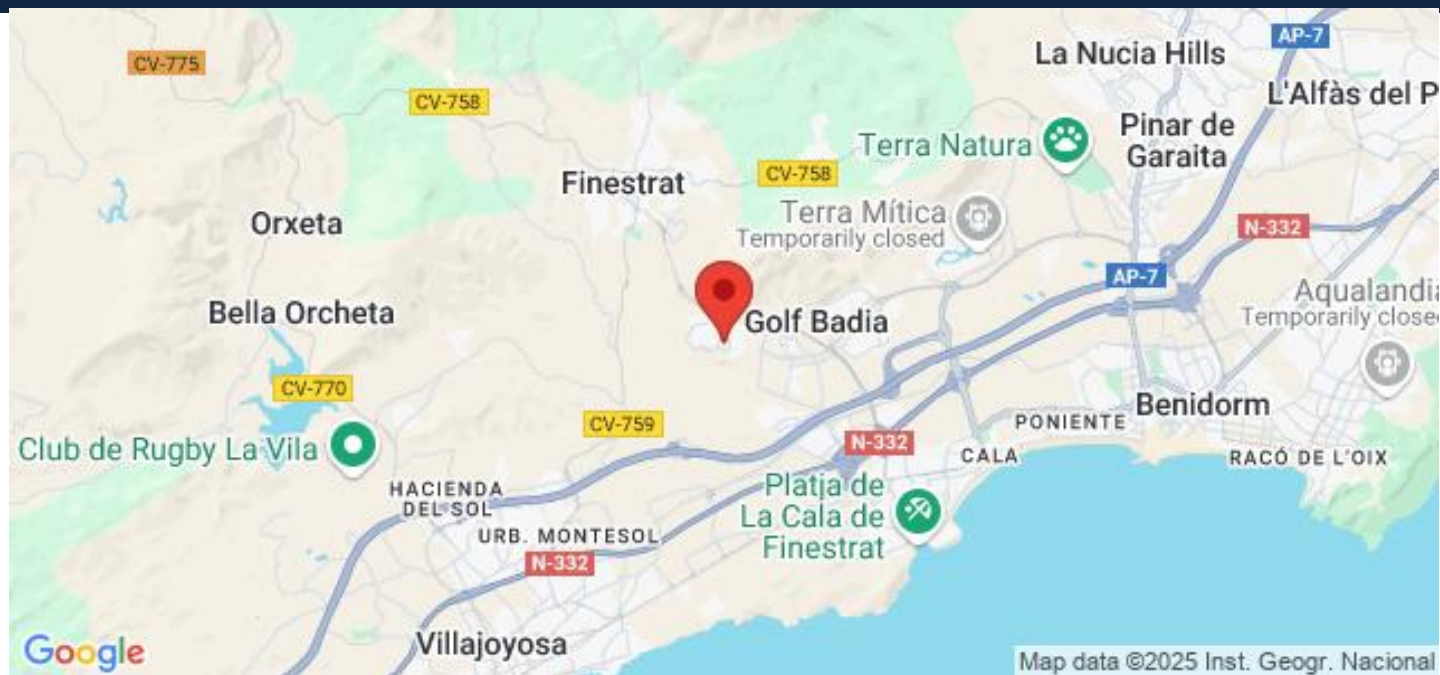 AP-7
La Nucia Hills
CV-775
L'Alfàs del P
CV-758
Pinar de
Garaita
Terra Natura
CV-758
Finestrat
Terra Mítica
Temporarily closed
Orxeta
N-332
AP-7
Aqualandia
Temporarily close
Bella Orcheta
Golf Badia
CV-770
Benidorm
CV-759
PONIENTE
N-332
Club de Rugby La Vila
CALA
RACÓ DE L'OIX
HACIENDA
DEL SOL
Platja de
La Cala de
Finestrat
URB. MONTESOL
N-332
Villajoyosa
Google
Map data ©2025 Inst. Geogr. Nacional